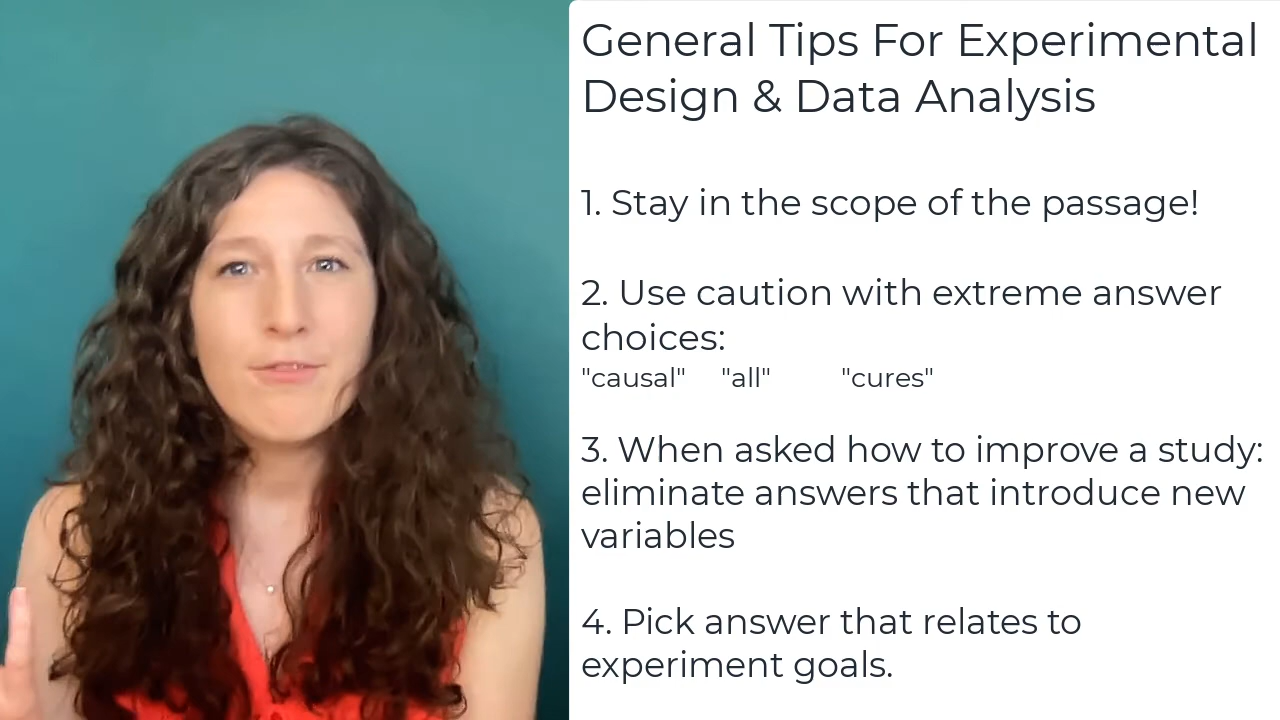 General Tips For Experimental
Design & Data Analysis
1. Stay in the scope of the passage!
2. Use caution with extreme answer
choices:
"causal" "all" "cures"
3. When asked how to improve a study:
eliminate answers that introduce new
variables
4. Pick answer that relates to
experiment goals.